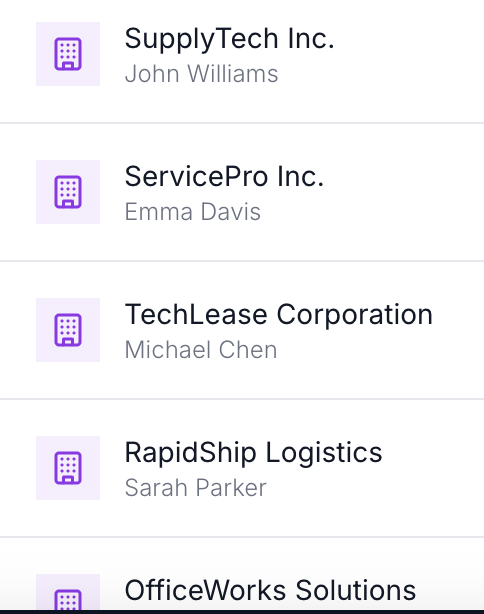 SupplyTech Inc.
John Williams
ServicePro Inc.
Emma Davis
TechLease Corporation
Michael Chen
RapidShip Logistics
Sarah Parker
OfficeWorks Solutions